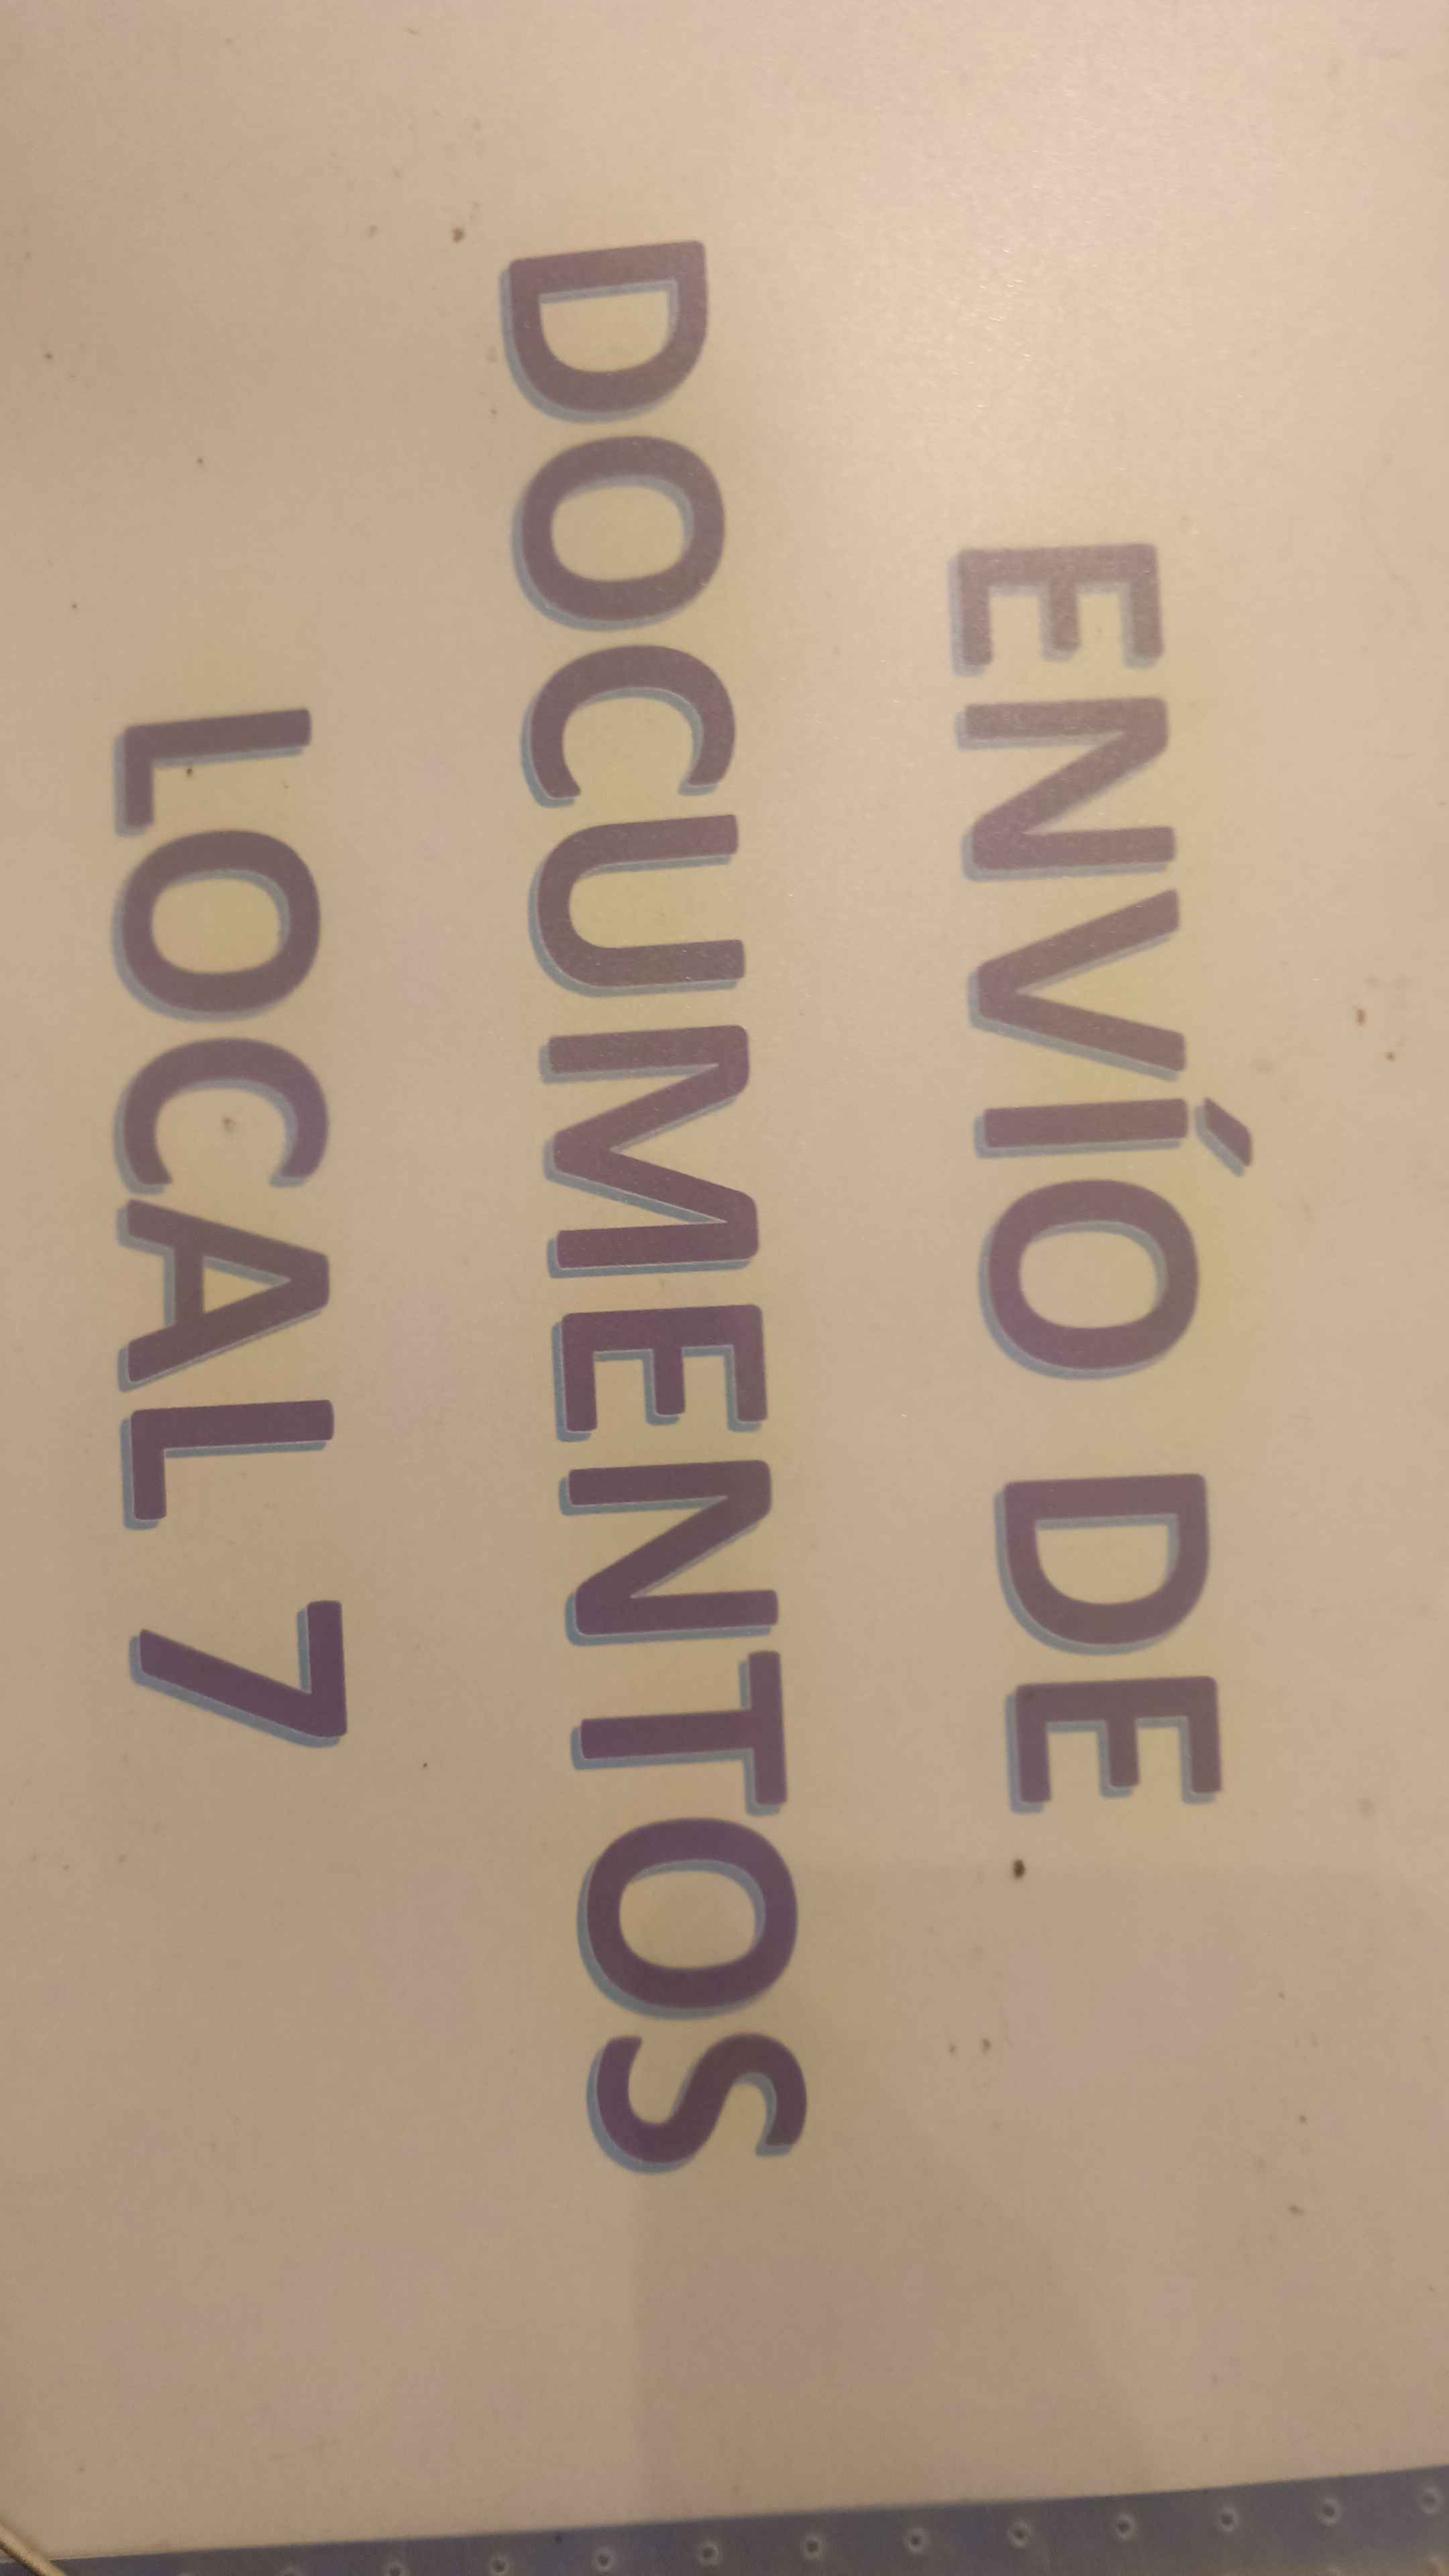 ENVÍO DE
DOCUMENTOS
LOCAL 7